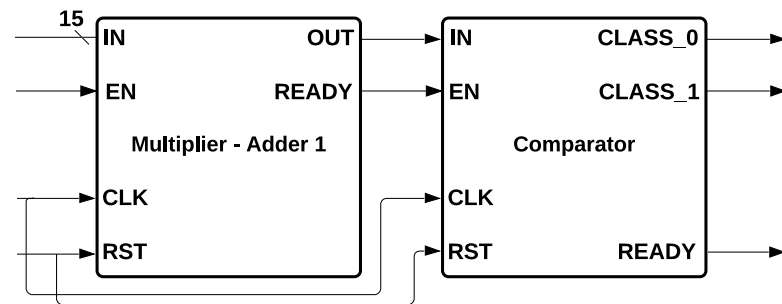 15
IN
OUT
EN
READY
Multiplier - Adder 1
CLK
RST
IN
CLASS_0
EN
CLASS_1
Comparator
CLK
RST
READY